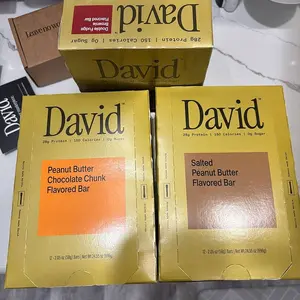 David
28g Protein | 150 Calories | 0g Sugar
Double Fudge
Brownie
Flavored Bar
David
David
28g Protein | 150 Calories | 0g Sugar
Peanut Butter
Chocolate Chunk
Flavored Bar
David
28g Protein | 150 Calories | 0g Sugar
Salted
Peanut Butter
Flavored Bar